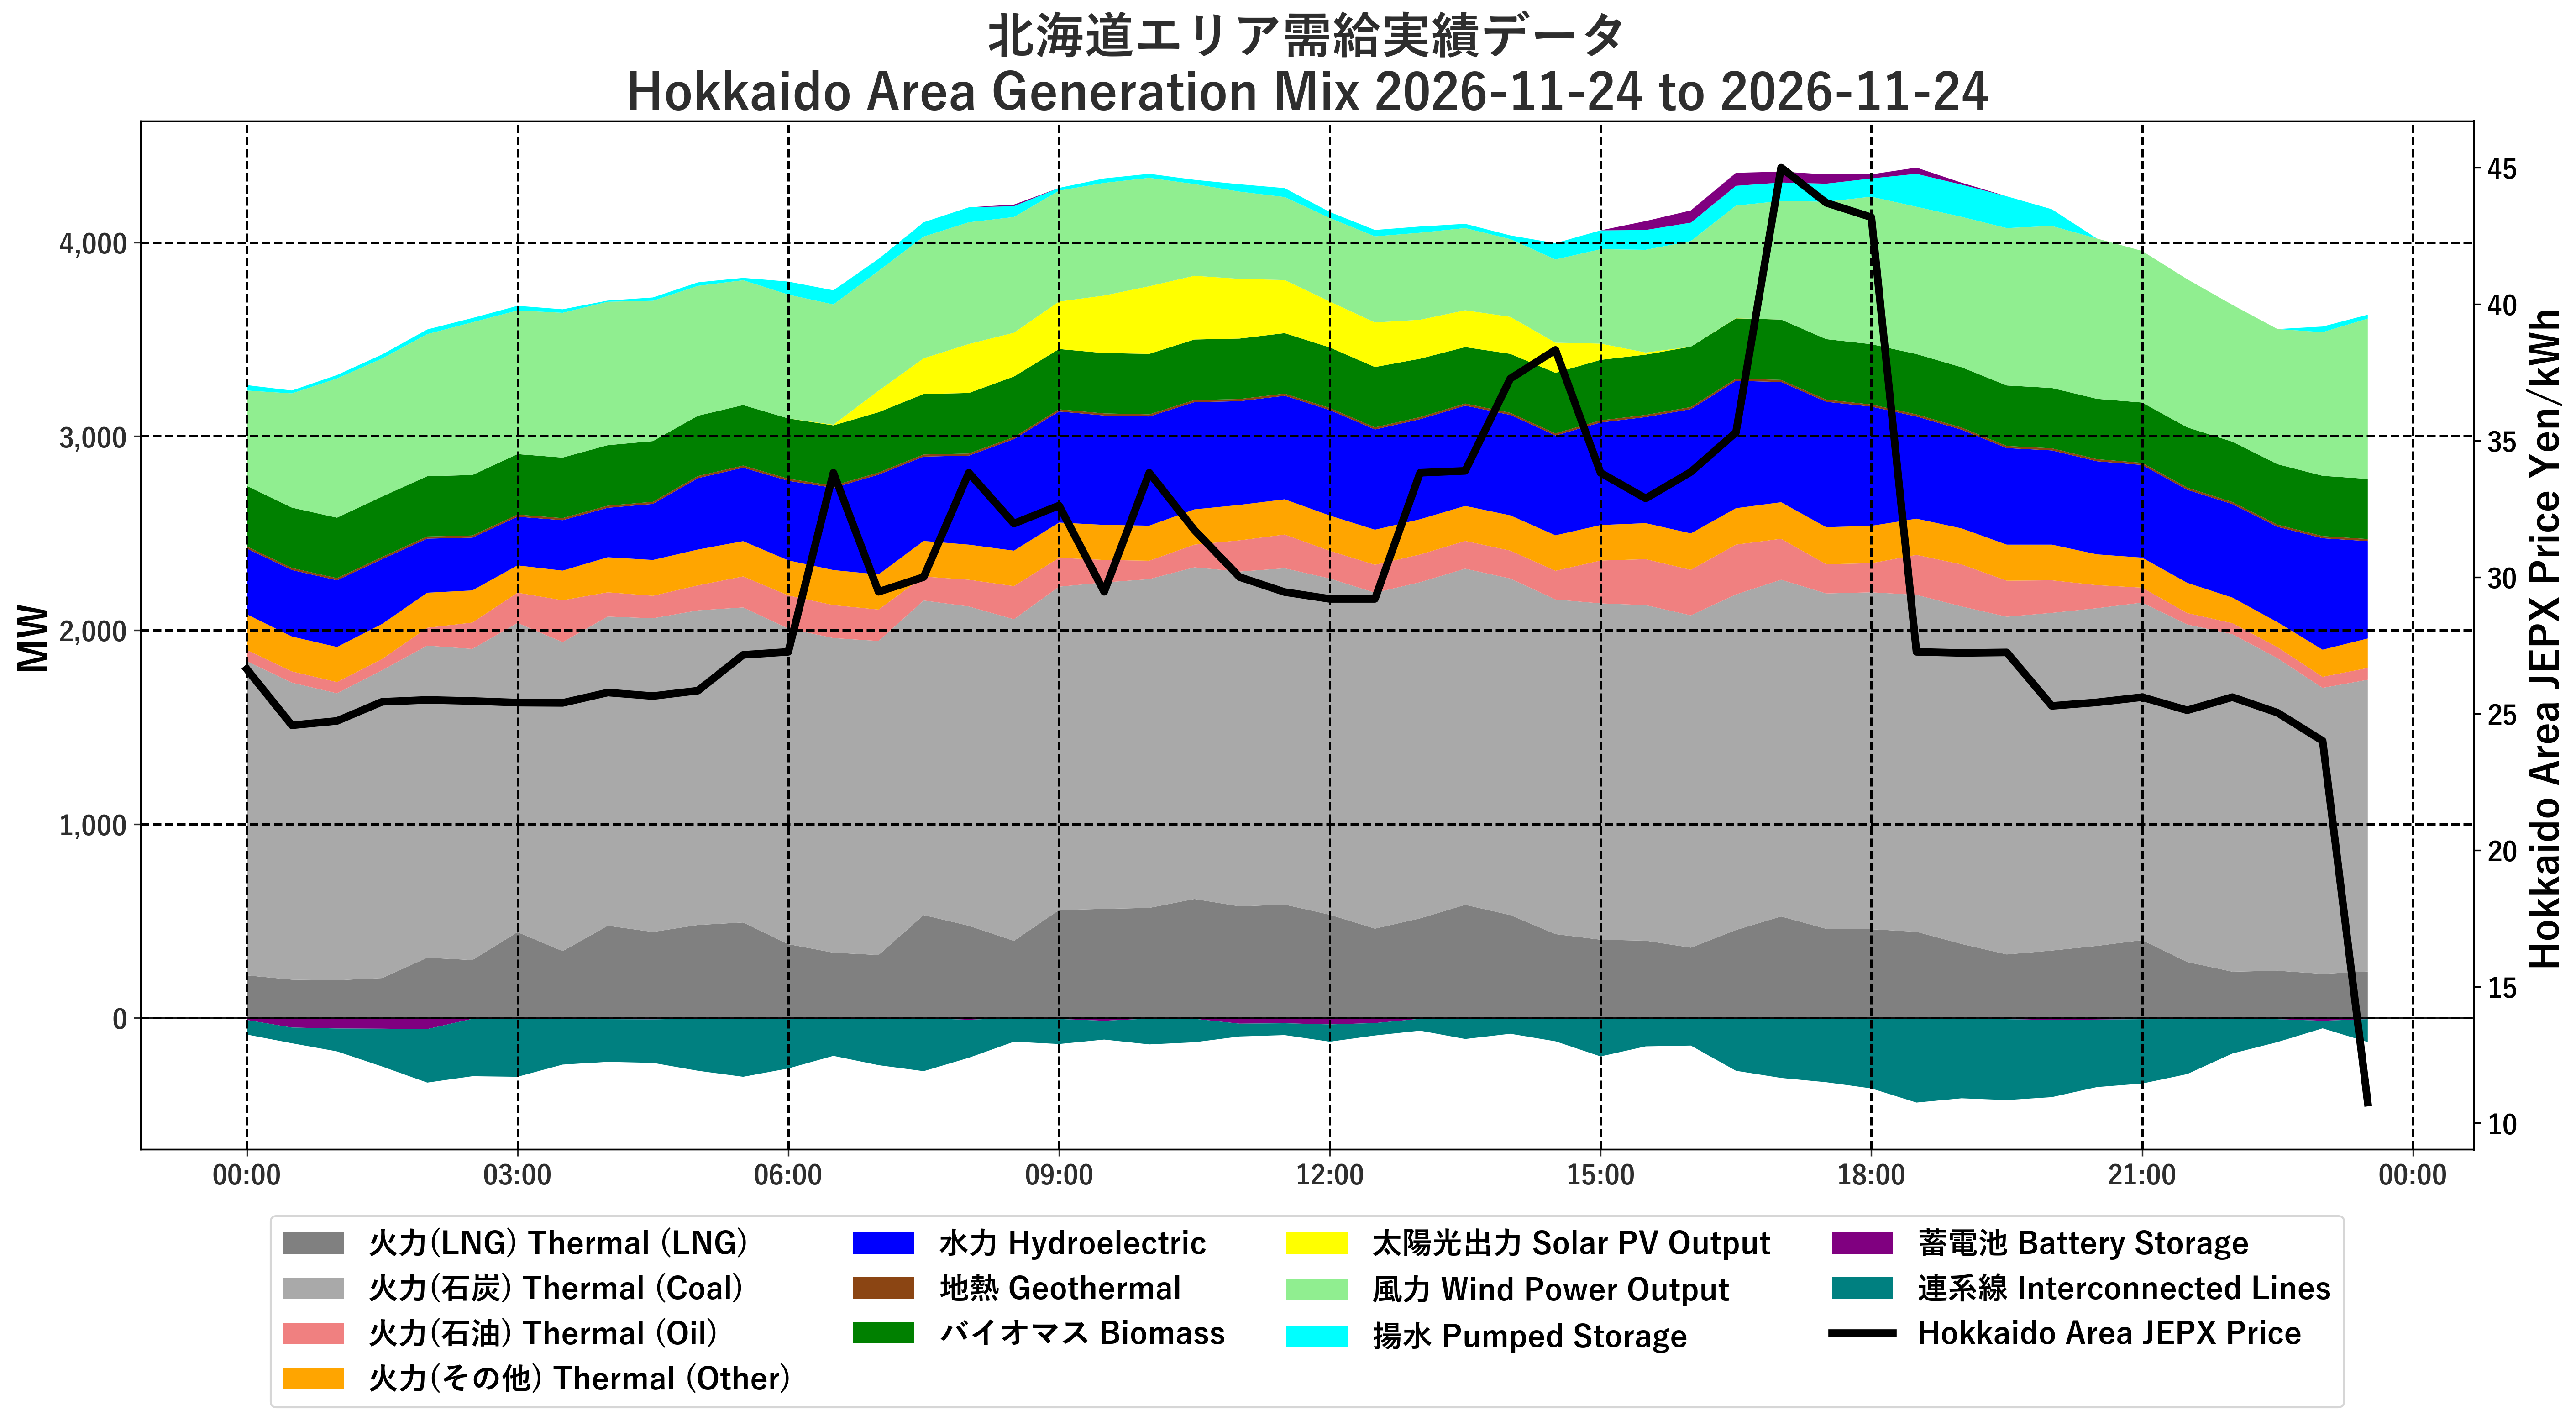 北海道エリア需給実績データ
Hokkaido Area Generation Mix 2026-11-24 to 2026-11-24
MW
4,000
3,000
2,000
1,000
0
45
40
35
30
25
20
15
10
Hokkaido Area JEPX Price Yen/kWh
00:00 03:00 06:00 09:00 12:00 15:00 18:00 21:00 00:00
火力(LNG) Thermal (LNG)
火力(石炭) Thermal (Coal)
火力(石油) Thermal (Oil)
火力(その他) Thermal (Other)
水力 Hydroelectric
地熱 Geothermal
バイオマス Biomass
太陽光出力 Solar PV Output
風力 Wind Power Output
揚水 Pumped Storage
蓄電池 Battery Storage
連系線 Interconnected Lines
Hokkaido Area JEPX Price